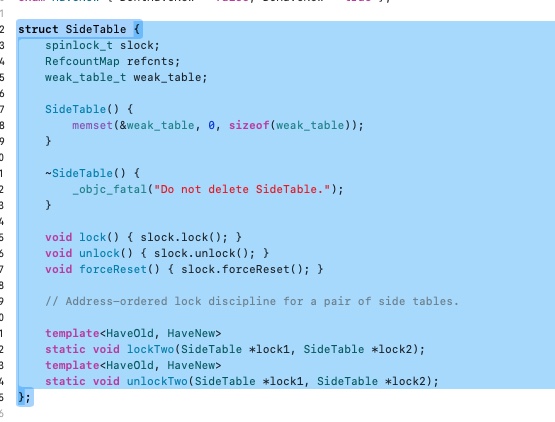 struct SideTable {
    spinlock_t slock;
    RefcountMap refcnts;
    weak_table_t weak_table;

    SideTable() {
        memset(&weak_table, 0, sizeof(weak_table));
    }

    ~SideTable() {
        _objc_fatal("Do not delete SideTable.");
    }

    void lock() { slock.lock(); }
    void unlock() { slock.unlock(); }
    void forceReset() { slock.forceReset(); }

    // Address-ordered lock discipline for a pair of side tables.

    template<HaveOld, HaveNew>
    static void lockTwo(SideTable *lock1, SideTable *lock2);
    template<HaveOld, HaveNew>
    static void unlockTwo(SideTable *lock1, SideTable *lock2);
};